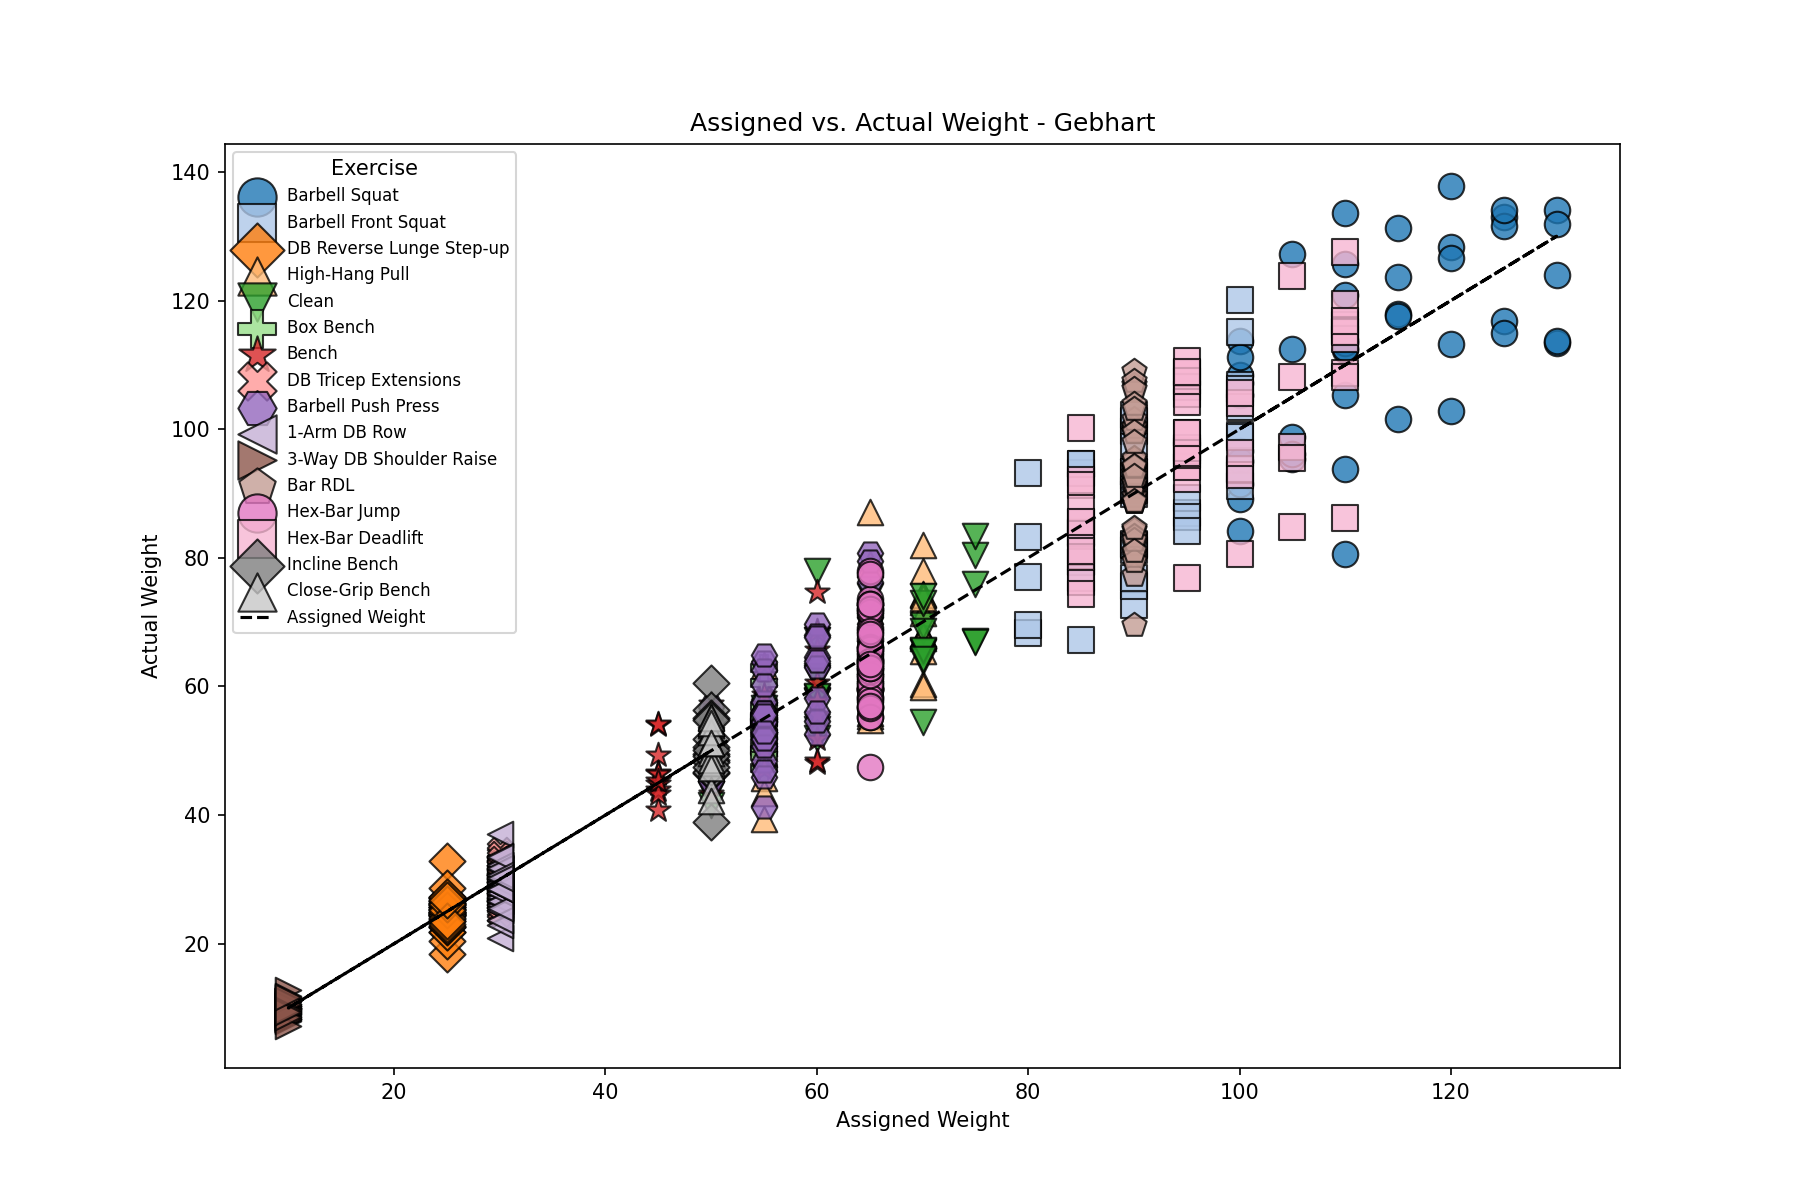 Assigned vs. Actual Weight - Gebhart
Exercise
Barbell Squat
Barbell Front Squat
DB Reverse Lunge Step-up
High-Hang Pull
Clean
Box Bench
Bench
DB Tricep Extensions
Barbell Push Press
1-Arm DB Row
3-Way DB Shoulder Raise
Bar RDL
Hex-Bar Jump
Hex-Bar Deadlift
Incline Bench
Close-Grip Bench
Assigned Weight
Actual Weight
140
120
100
80
60
40
20
20 40 60 80 100 120
Assigned Weight